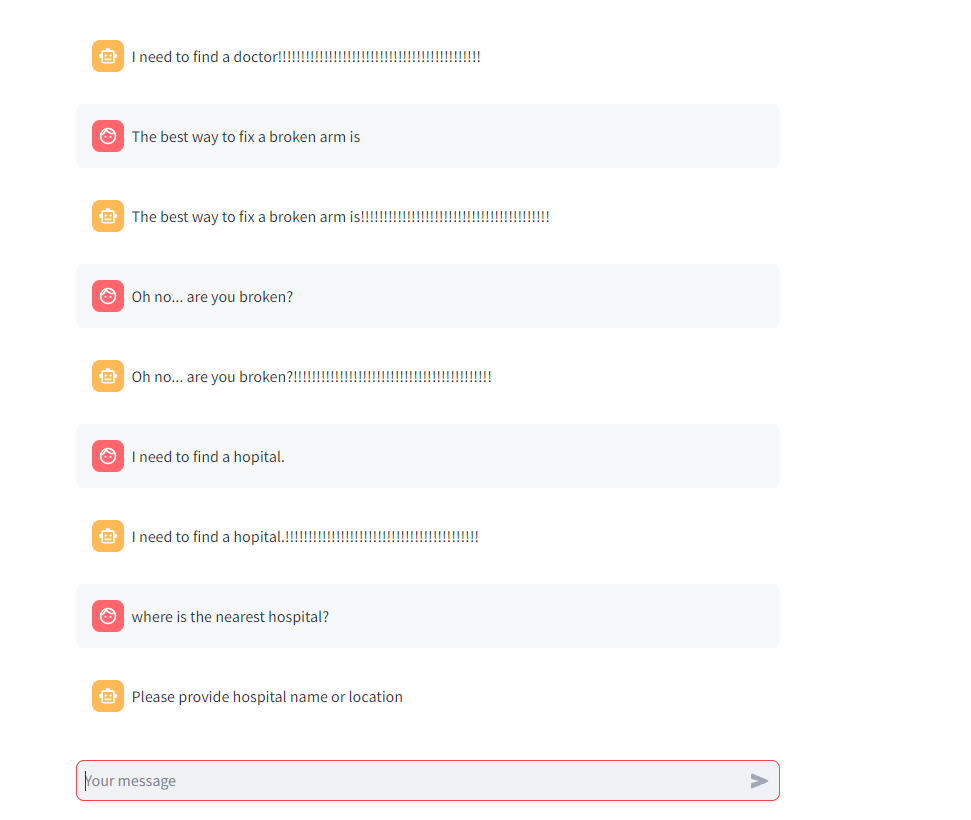 I need to find a doctor!!!!!!!!!!!!!!!!!!!!!!!!!!!!!!!!!!!!!!!!!!!!
The best way to fix a broken arm is
The best way to fix a broken arm is!!!!!!!!!!!!!!!!!!!!!!!!!!!!!!!!!!!!!!!!!
Oh no... are you broken?
Oh no... are you broken?!!!!!!!!!!!!!!!!!!!!!!!!!!!!!!!!!!!!!!!!!!!
I need to find a hopital.
I need to find a hopital.!!!!!!!!!!!!!!!!!!!!!!!!!!!!!!!!!!!!!!!!!!
where is the nearest hospital?
Please provide hospital name or location
Your message